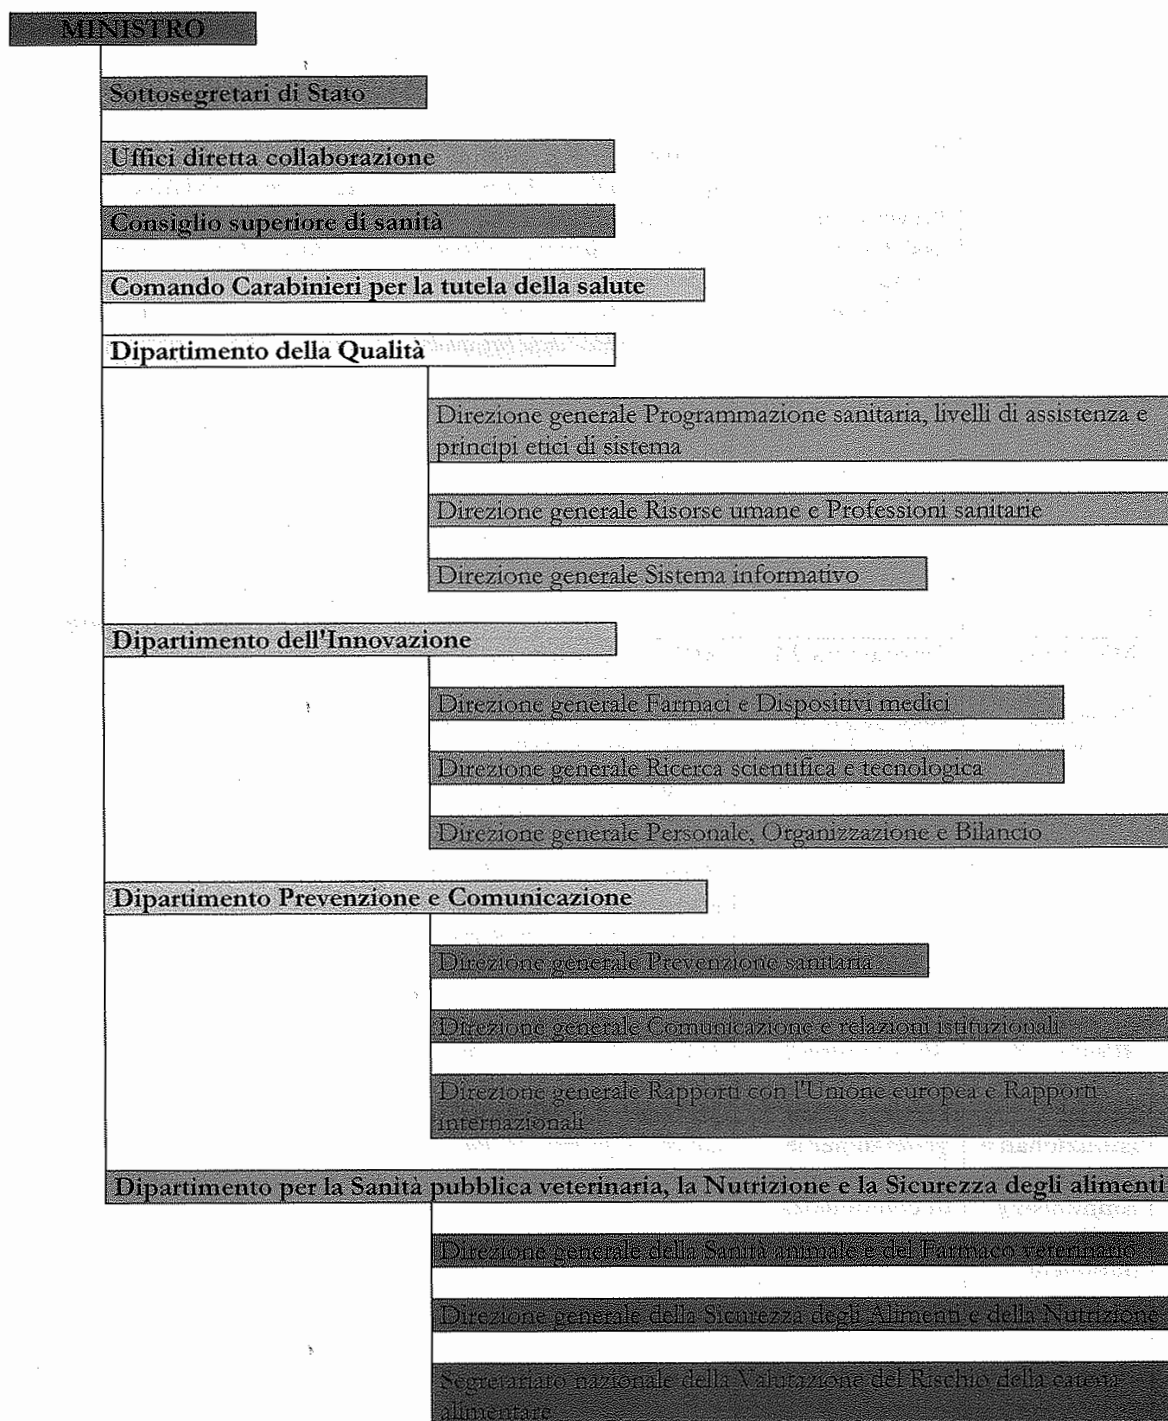 MINISTRO
Sottosegretari di Stato
Uffici diretta collaborazione
Consiglio superiore di sanità
Comando Carabinieri per la tutela della salute
Dipartimento della Qualità
Direzione generale Programmazione sanitaria, livelli di assistenza e
principi etici di sistema
Direzione generale Risorse umane e Professioni sanitarie
Direzione generale Sistema informativo
Dipartimento dell'Innovazione
Direzione generale Farmaci e Dispositivi medici
Direzione generale Ricerca scientifica e tecnologica
Direzione generale Personale, Organizzazione e Bilancio
Dipartimento Prevenzione e Comunicazione
Direzione generale Prevenzione sanitaria
Direzione generale Comunicazione e relazioni istituzionali
Direzione generale Rapporti con l'Unione europea e Rapporti
internazionali
Dipartimento per la Sanità pubblica veterinaria, la Nutrizione e la Sicurezza degli alimenti
Direzione generale della Sanità animale e del Farmaco veterinario
Direzione generale della Sicurezza degli Alimenti e della Nutrizione
Segretariato nazionale della Valutazione del Rischio della catena
alimentare